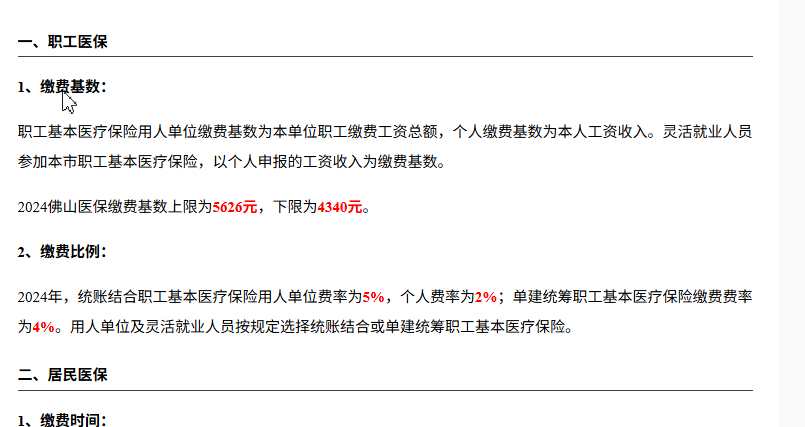 一、职工医保
1、缴费基数：
职工基本医疗保险用人单位缴费基数为本单位职工缴费工资总额，个人缴费基数为本人工资收入。灵活就业人员
参加本市职工基本医疗保险，以个人申报的工资收入为缴费基数。
2024佛山医保缴费基数上限为5626元，下限为4340元。
2、缴费比例：
2024年，统账结合职工基本医疗保险用人单位费率为5%，个人费率为2%；单建统筹职工基本医疗保险缴费费率
为4%。用人单位及灵活就业人员按规定选择统账结合或单建统筹职工基本医疗保险。
二、居民医保
1、缴费时间：